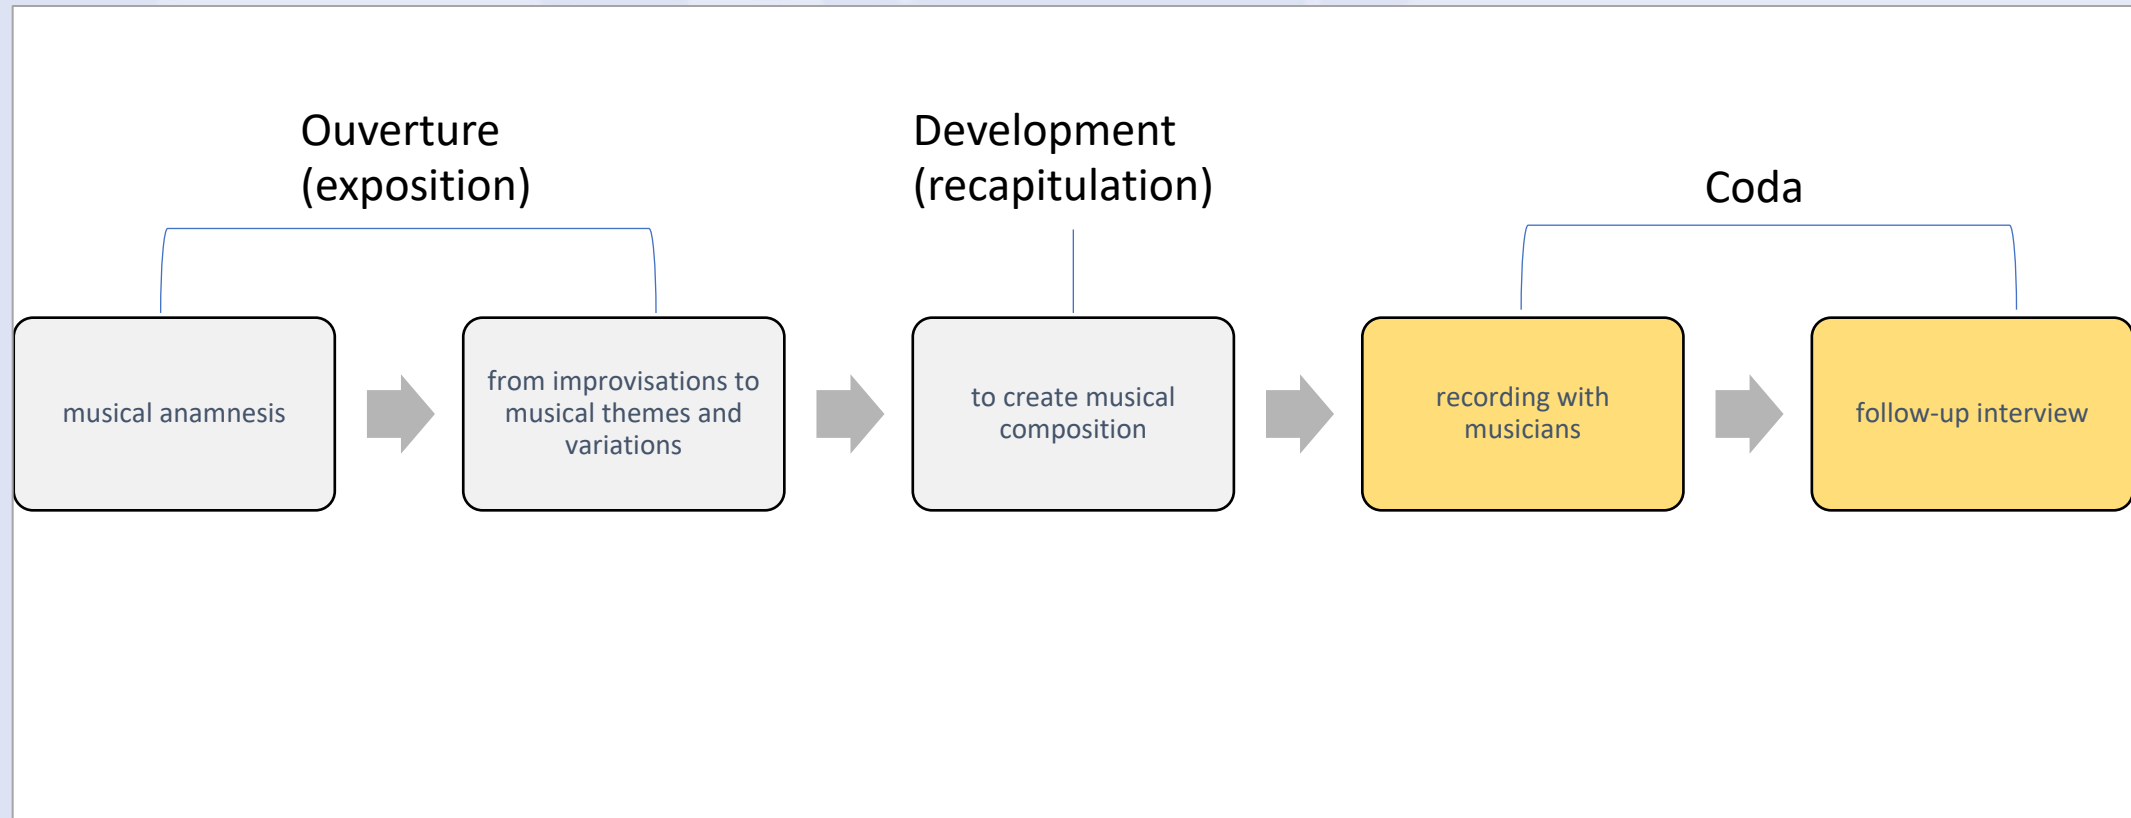 Ouverture
(exposition)
Development
(recapitulation)
Coda
musical anamnesis
from improvisations to
musical themes and
variations
to create musical
composition
recording with
musicians
follow-up interview